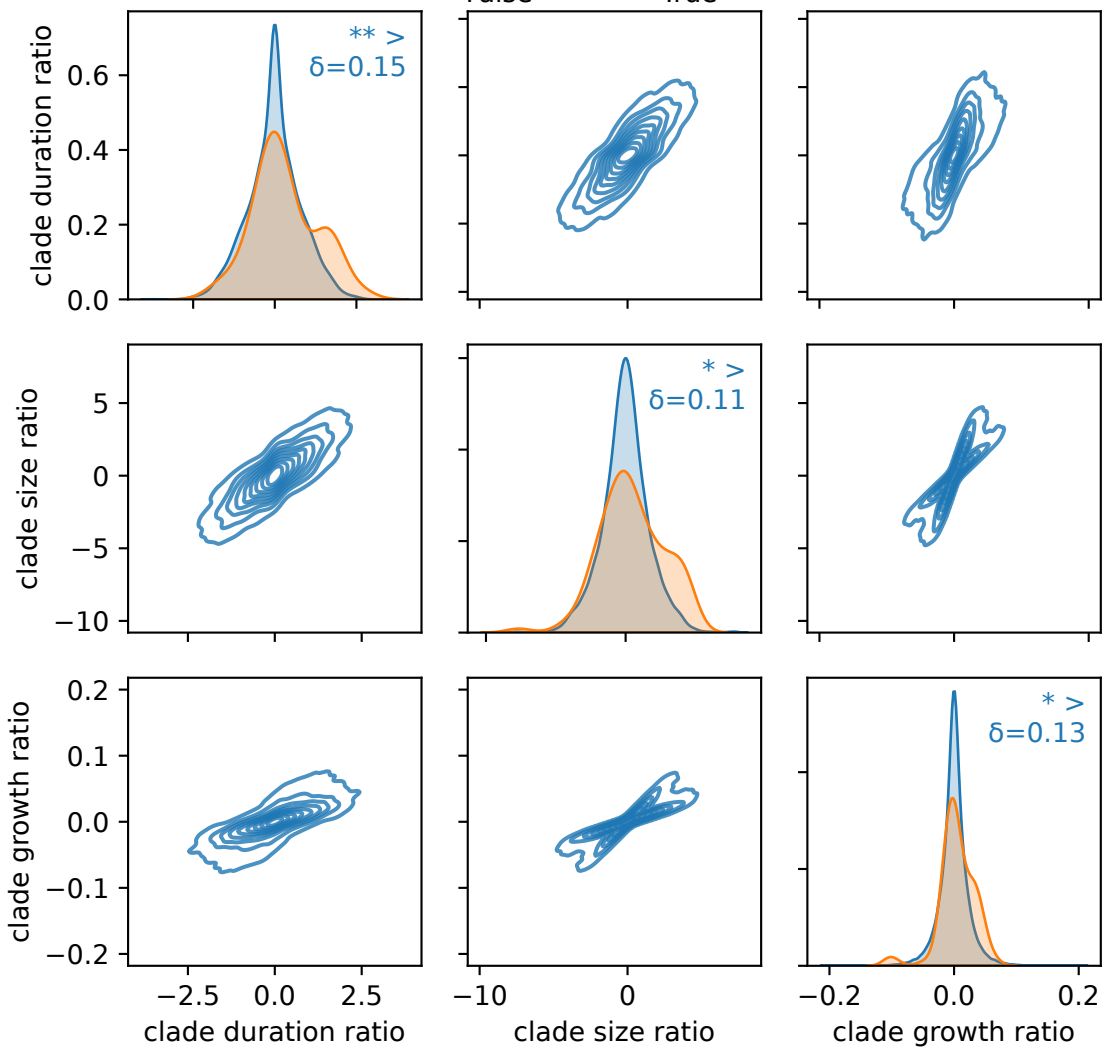 clade duration ratio
0.0
0.2
0.4
0.6
** >
δ=0.15
clade size ratio
5
0
−5
−10
* >
δ=0.11
clade growth ratio
0.2
0.1
0.0
−0.1
−0.2
* >
δ=0.13
−2.5
0.0
2.5
−10
0
−0.2
0.0
0.2
clade duration ratio
clade size ratio
clade growth ratio